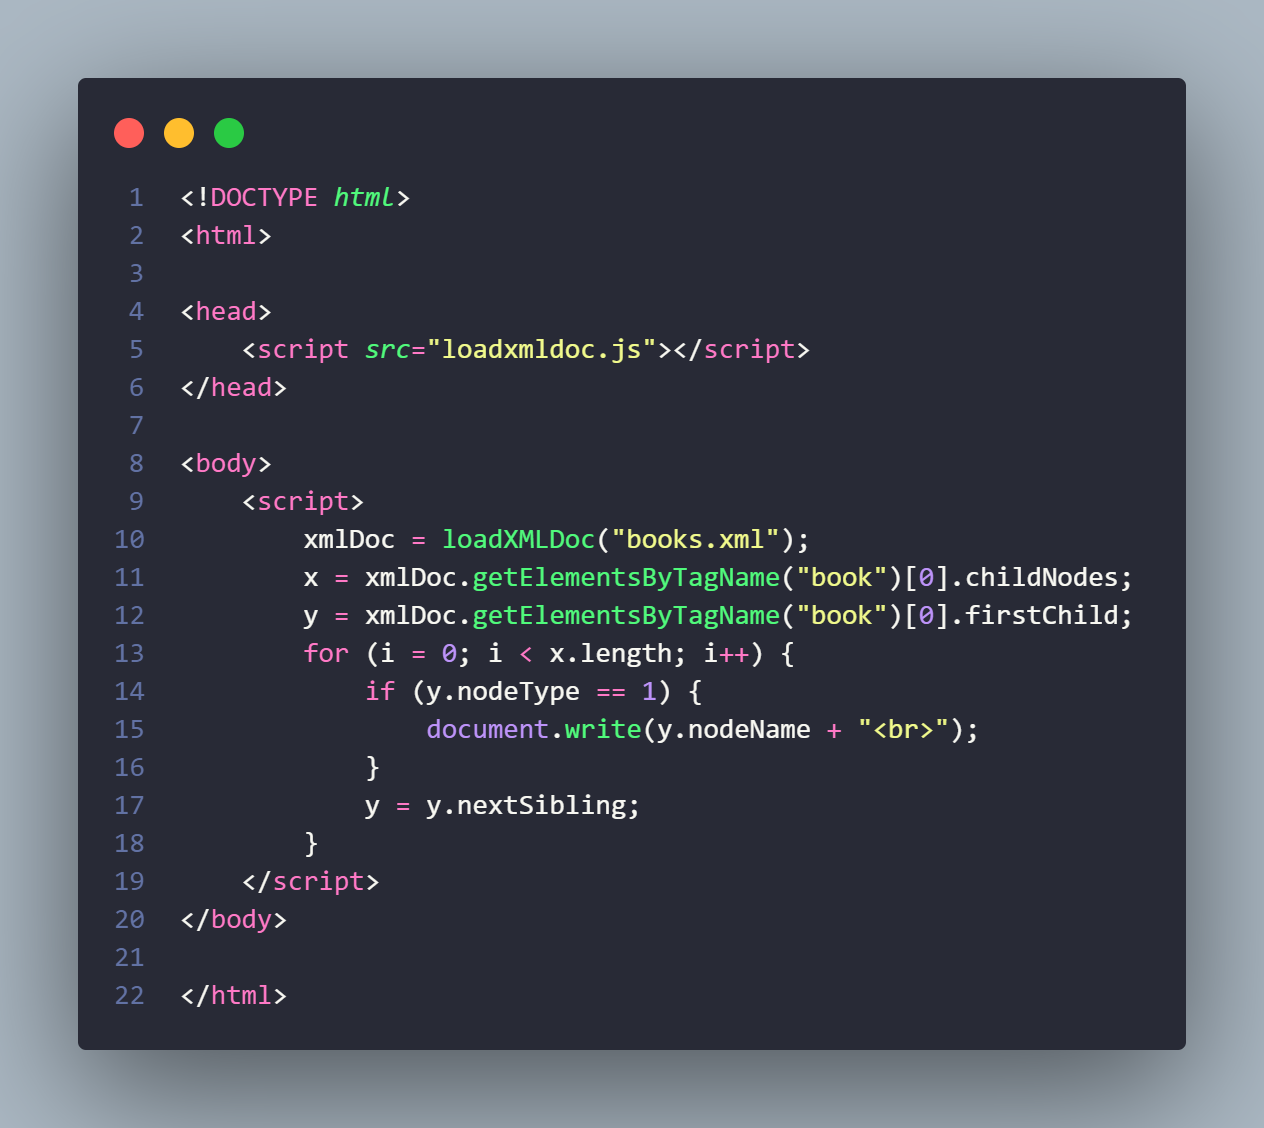 1 <!DOCTYPE html>
2 <html>
3
4 <head>
5     <script src="loadxmldoc.js"></script>
6 </head>
7
8 <body>
9     <script>
10         xmlDoc = loadXMLDoc("books.xml");
11         x = xmlDoc.getElementsByTagName("book")[0].childNodes;
12         y = xmlDoc.getElementsByTagName("book")[0].firstChild;
13         for (i = 0; i < x.length; i++) {
14             if (y.nodeType == 1) {
15                 document.write(y.nodeName + "<br>");
16             }
17             y = y.nextSibling;
18         }
19     </script>
20 </body>
21
22 </html>